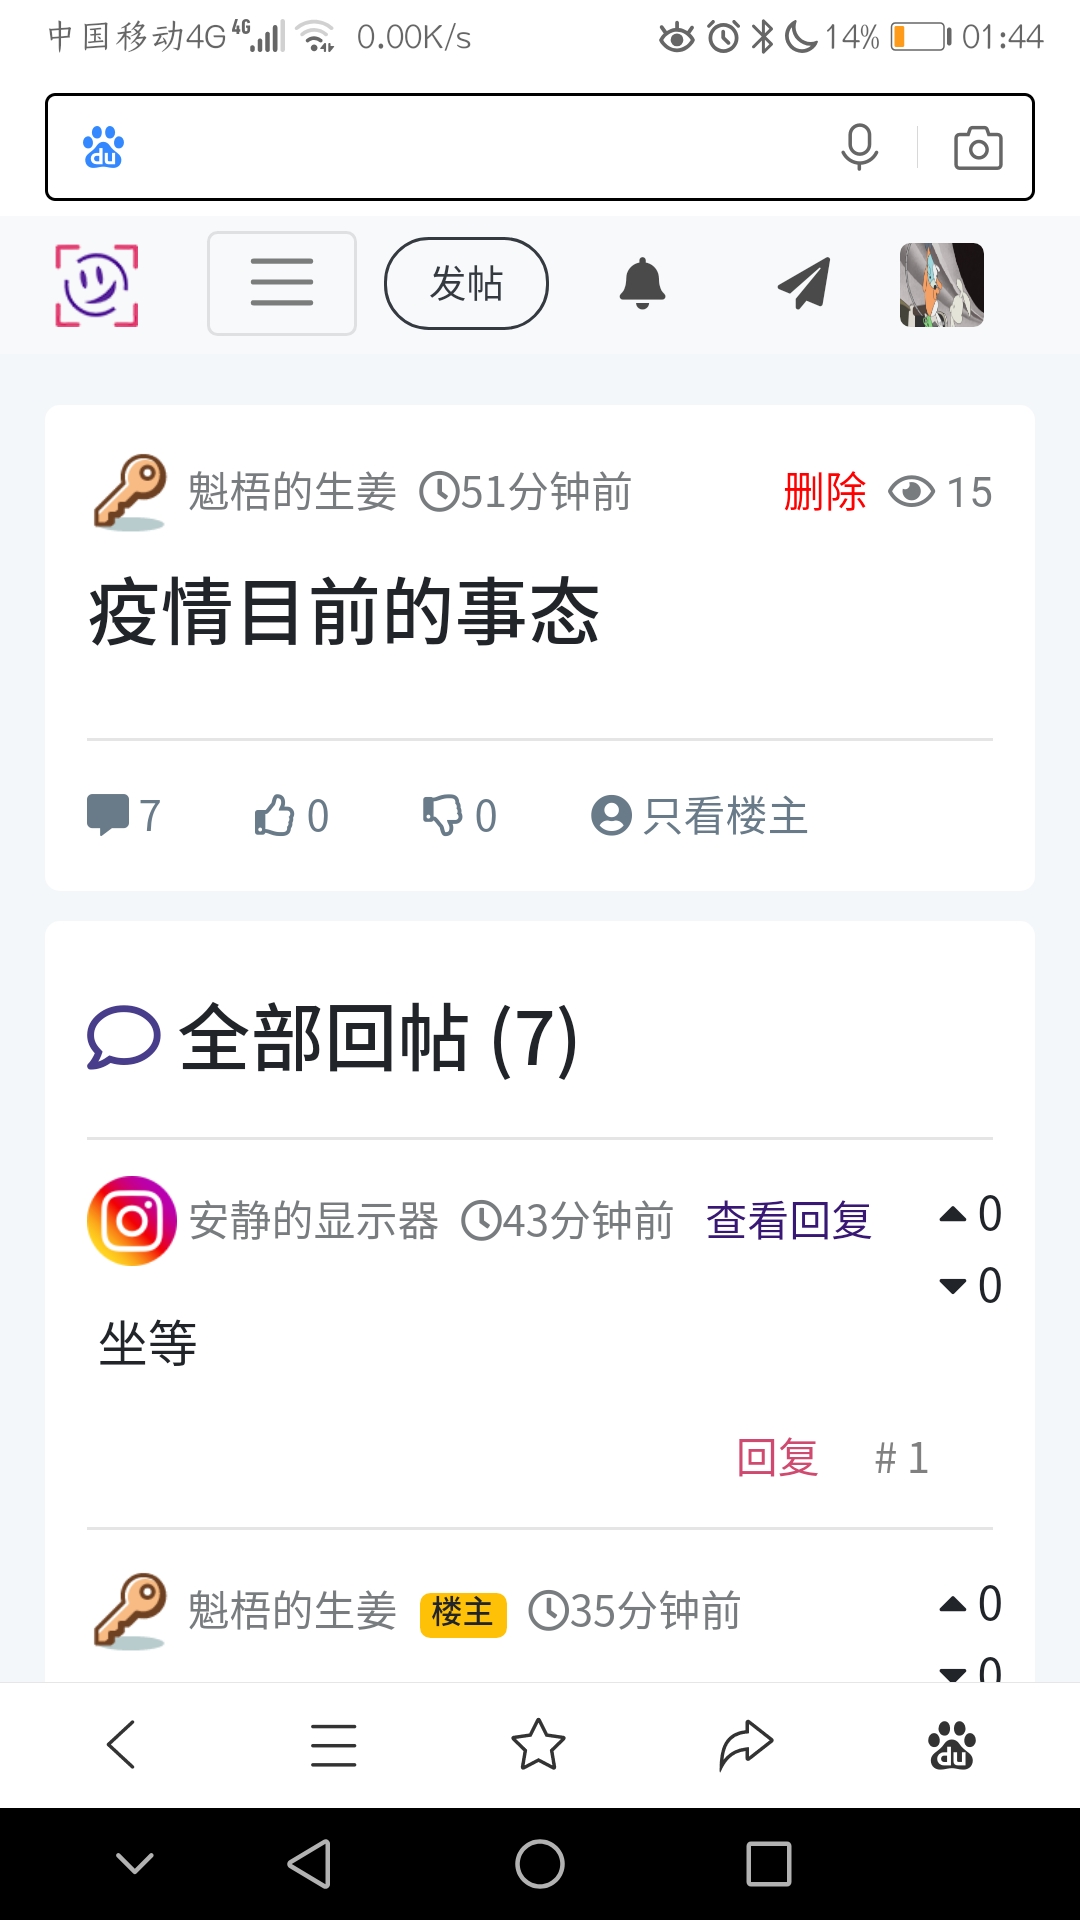 中国移动4G 4G 0.00K/s 14% 01:44
du
发帖
魁梧的生姜 51分钟前 删除 15
疫情目前的事态
7 0 0 只看楼主
全部回帖 (7)
安静的显示器 43分钟前 查看回复 0
0
坐等
回复 # 1
魁梧的生姜 楼主 35分钟前 0
0
du